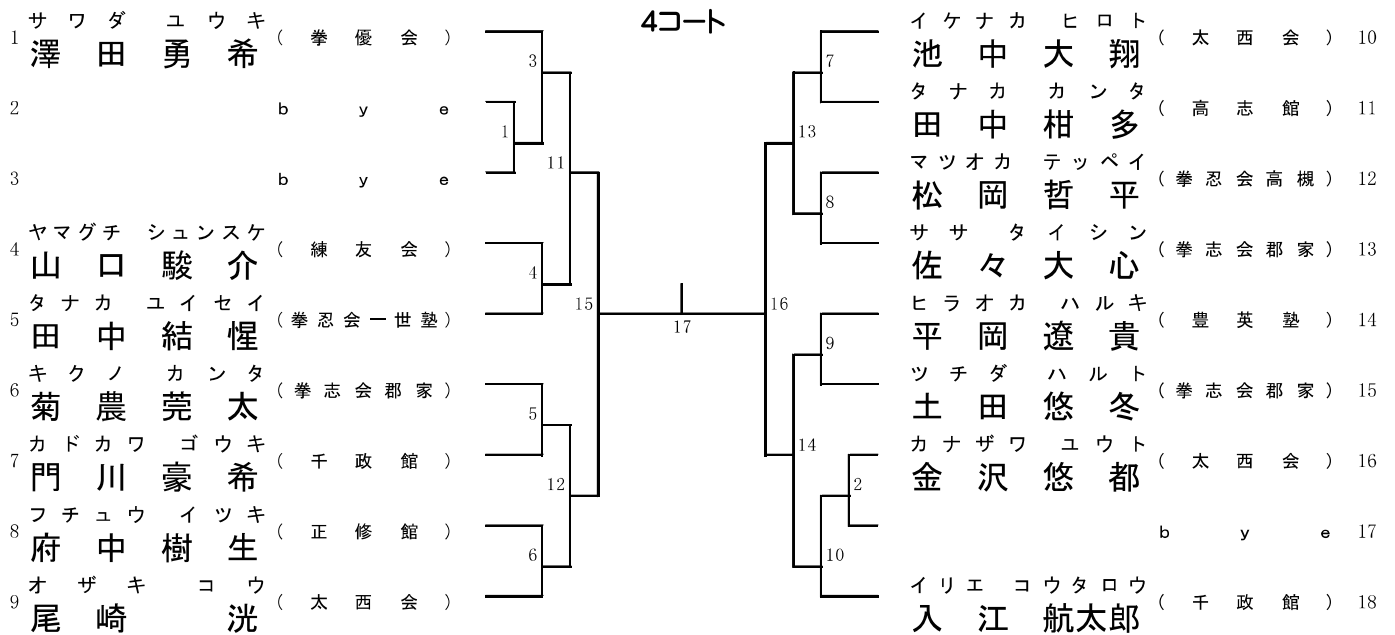 4コート
サワダ ユウキ
1 澤田勇希 (拳優会)
2 bye
3 bye
ヤマグチ シュンスケ
4 山口駿介 (練友会)
タナカ ユイセイ
5 田中結惺 (拳忍会一世塾)
キクノ カンタ
6 菊農莞太 (拳志会郡家)
カドカワ ゴウキ
7 門川豪希 (千政館)
フチュウ イツキ
8 府中樹生 (正修館)
オザキ コウ
9 尾崎洸 (太西会)
3
1
11
4
15
5
12
6
17
7
13
8
16
9
14
2
10
イケナカ ヒロト
池中大翔 (太西会) 10
タナカ カンタ
田中柑多 (高志館) 11
マツオカ テッペイ
松岡哲平 (拳忍会高槻) 12
ササ タイシン
佐々大心 (拳志会郡家) 13
ヒラオカ ハルキ
平岡遼貴 (豊英塾) 14
ツチダ ハルト
土田悠冬 (拳志会郡家) 15
カナザワ ユウト
金沢悠都 (太西会) 16
bye 17
イリエ コウタロウ
入江航太郎 (千政館) 18